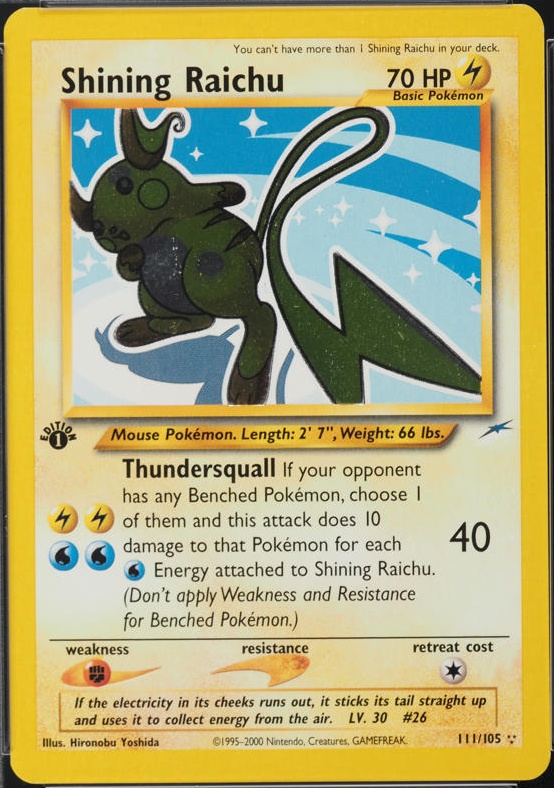 You can't have more than 1 Shining Raichu in your deck.
Shining Raichu 70 HP
Basic Pokémon
EDITION
1
Mouse Pokémon. Length: 2' 7", Weight: 66 lbs.
Thundersquall If your opponent
has any Benched Pokémon, choose 1
of them and this attack does 10
damage to that Pokémon for each
Energy attached to Shining Raichu.
(Don't apply Weakness and Resistance
for Benched Pokémon.)
40
weakness resistance retreat cost
If the electricity in its cheeks runs out, it sticks its tail straight up
and uses it to collect energy from the air. LV. 30 #26
Illus. Hironobu Yoshida ©1995-2000 Nintendo, Creatures, GAMEFREAK. 111/105